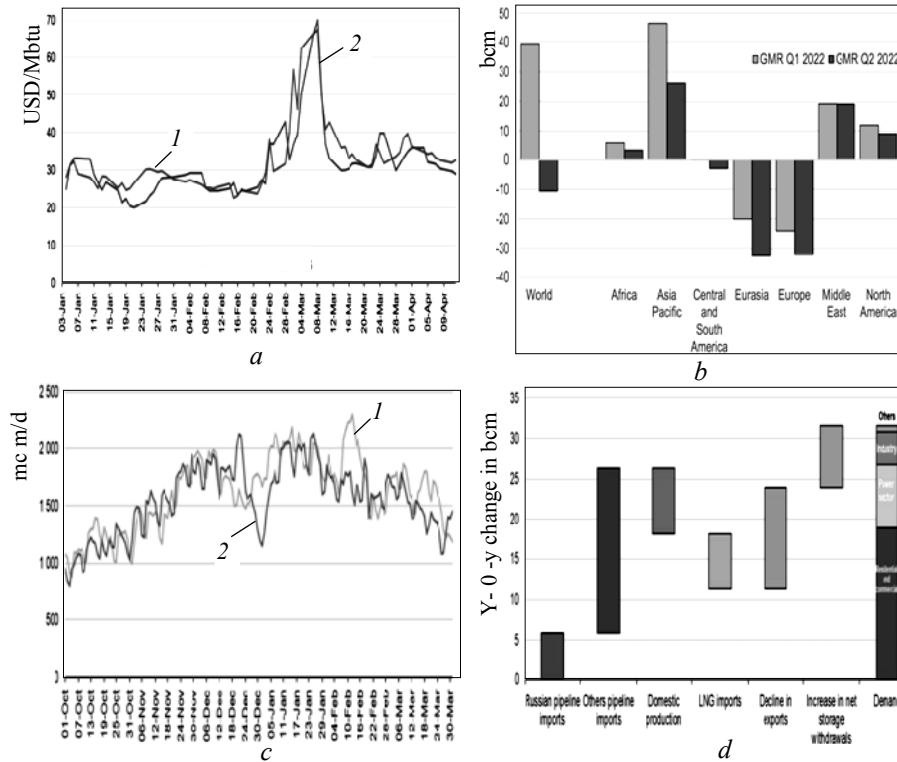 USD/Mbtu
70
60
50
40
30
20
10
0
1
2
03-Jan
07-Jan
11-Jan
15-Jan
19-Jan
23-Jan
27-Jan
31-Jan
04-Feb
08-Feb
12-Feb
16-Feb
20-Feb
24-Feb
28-Feb
04-Mar
08-Mar
12-Mar
16-Mar
20-Mar
24-Mar
28-Mar
01-Apr
05-Apr
09-Apr
a
bcm
50
40
30
20
10
0
-10
-20
-30
-40
GMR Q1 2022 GMR Q2 2022
World
Africa
Asia
Pacific
Central
and
South
America
Eurasia
Europe
Middle
East
North
America
b
mc m/d
2 500
2 000
1 500
1 000
500
0
1
2
01-Oct
07-Oct
13-Oct
19-Oct
25-Oct
31-Oct
06-Nov
12-Nov
18-Nov
24-Nov
30-Nov
06-Dec
12-Dec
18-Dec
24-Dec
30-Dec
05-Jan
11-Jan
17-Jan
23-Jan
29-Jan
04-Feb
10-Feb
16-Feb
22-Feb
28-Feb
06-Mar
12-Mar
18-Mar
24-Mar
30-Mar
c
Y- 0 -y change in bcm
35
30
25
20
15
10
5
0
Others
Industry
Power
sector
Residential
and
commercial
Russian pipeline
imports
Others pipeline
imports
Domestic
production
LNG imports
Decline in
exports
Increase in net
storage
withdrawals
d